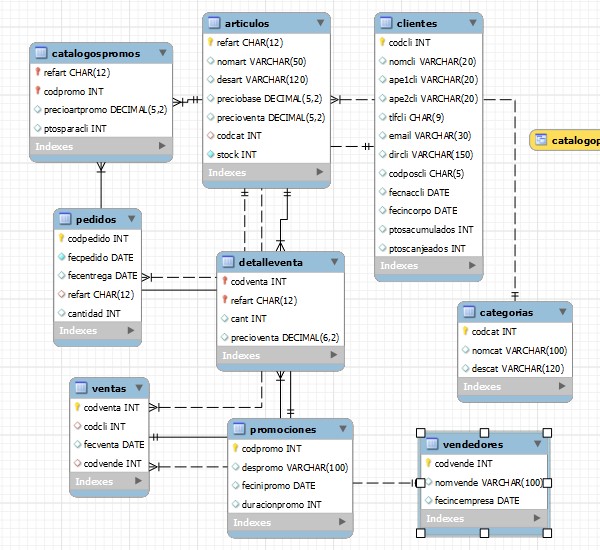 catalogospromos
refart CHAR(12)
codpromo INT
precioartpromo DECIMAL(5,2)
ptosparacli INT
Indexes
articulos
refart CHAR(12)
nomart VARCHAR(50)
desart VARCHAR(120)
preciobase DECIMAL(5,2)
precioventa DECIMAL(5,2)
codcat INT
stock INT
Indexes
clientes
codcli INT
nomcli VARCHAR(20)
ape1cli VARCHAR(20)
ape2cli VARCHAR(20)
tlfcli CHAR(9)
email VARCHAR(30)
dircli VARCHAR(150)
codposcli CHAR(5)
fecnaccli DATE
fecincorpo DATE
ptosacumulados INT
ptoscanjeados INT
Indexes
catalogop
pedidos
codpedido INT
fecpedido DATE
fecentrega DATE
refart CHAR(12)
cantidad INT
Indexes
detalleventa
codventa INT
refart CHAR(12)
cant INT
precioventa DECIMAL(6,2)
Indexes
categorias
codcat INT
nomcat VARCHAR(100)
descat VARCHAR(120)
Indexes
ventas
codventa INT
codcli INT
fecventa DATE
codvende INT
Indexes
promociones
codpromo INT
despromo VARCHAR(100)
fecinipromo DATE
duracionpromo INT
Indexes
vendedores
codvende INT
nomvende VARCHAR(100)
fecincempresa DATE
Indexes